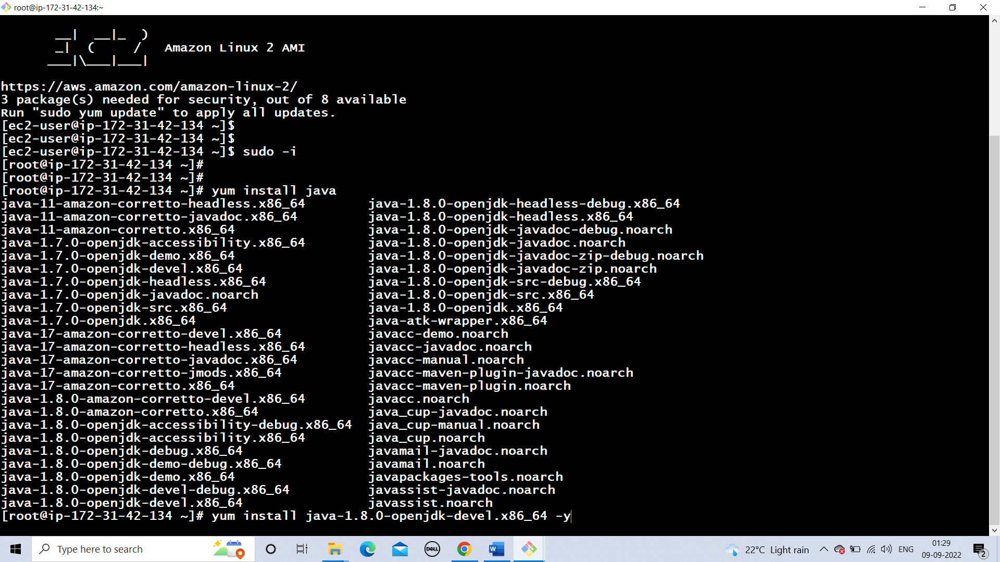 root@ip-172-31-42-134:~
__|  __|_  )
_|  (     /   Amazon Linux 2 AMI
___|\___|___|
https://aws.amazon.com/amazon-linux-2/
3 package(s) needed for security, out of 8 available
Run "sudo yum update" to apply all updates.
[ec2-user@ip-172-31-42-134 ~]$
[ec2-user@ip-172-31-42-134 ~]$
[ec2-user@ip-172-31-42-134 ~]$ sudo -i
[root@ip-172-31-42-134 ~]#
[root@ip-172-31-42-134 ~]#
[root@ip-172-31-42-134 ~]# yum install java
java-11-amazon-corretto-headless.x86_64 java-1.8.0-openjdk-headless-debug.x86_64
java-11-amazon-corretto-javadoc.x86_64 java-1.8.0-openjdk-headless.x86_64
java-11-amazon-corretto.x86_64 java-1.8.0-openjdk-javadoc-debug.noarch
java-1.7.0-openjdk-accessibility.x86_64 java-1.8.0-openjdk-javadoc.noarch
java-1.7.0-openjdk-demo.x86_64 java-1.8.0-openjdk-javadoc-zip-debug.noarch
java-1.7.0-openjdk-devel.x86_64 java-1.8.0-openjdk-javadoc-zip.noarch
java-1.7.0-openjdk-headless.x86_64 java-1.8.0-openjdk-src-debug.x86_64
java-1.7.0-openjdk-javadoc.noarch java-1.8.0-openjdk-src.x86_64
java-1.7.0-openjdk-src.x86_64 java-1.8.0-openjdk.x86_64
java-1.7.0-openjdk.x86_64 java-atk-wrapper.x86_64
java-17-amazon-corretto-devel.x86_64 javacc-demo.noarch
java-17-amazon-corretto-headless.x86_64 javacc-javadoc.noarch
java-17-amazon-corretto-javadoc.x86_64 javacc-manual.noarch
java-17-amazon-corretto-jmods.x86_64 javacc-maven-plugin-javadoc.noarch
java-17-amazon-corretto.x86_64 javacc-maven-plugin.noarch
java-1.8.0-amazon-corretto-devel.x86_64 javacc.noarch
java-1.8.0-amazon-corretto.x86_64 java_cup-javadoc.noarch
java-1.8.0-openjdk-accessibility-debug.x86_64 java_cup-manual.noarch
java-1.8.0-openjdk-accessibility.x86_64 java_cup.noarch
java-1.8.0-openjdk-debug.x86_64 javamail-javadoc.noarch
java-1.8.0-openjdk-demo-debug.x86_64 javamail.noarch
java-1.8.0-openjdk-demo.x86_64 javapackages-tools.noarch
java-1.8.0-openjdk-devel-debug.x86_64 javassist-javadoc.noarch
java-1.8.0-openjdk-devel.x86_64 javassist.noarch
[root@ip-172-31-42-134 ~]# yum install java-1.8.0-openjdk-devel.x86_64 -y
Type here to search
DELL
W
22°C Light rain
ENG
01:29
09-09-2022
2